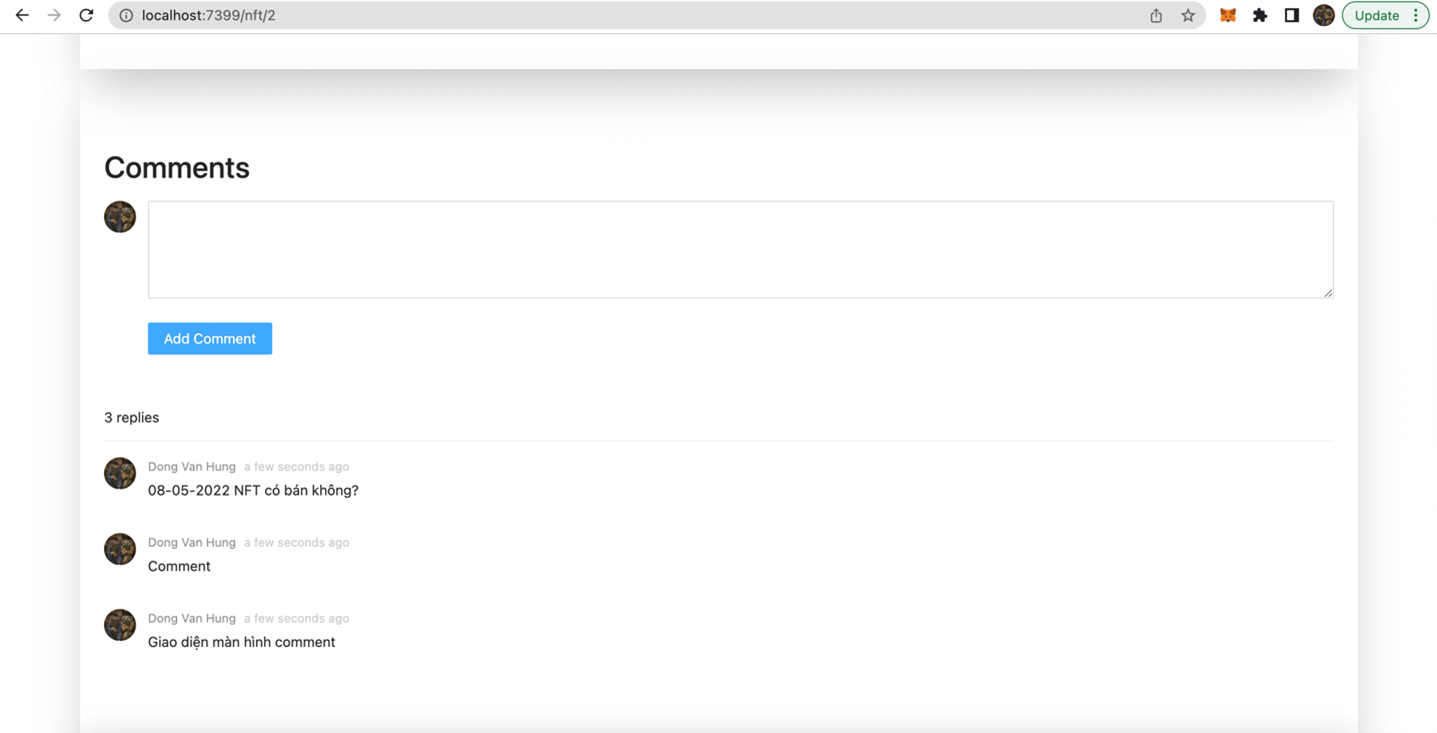 localhost:7399/nft/2
Update
Comments
Add Comment
3 replies
Dong Van Hung a few seconds ago
08-05-2022 NFT có bán không?
Dong Van Hung a few seconds ago
Comment
Dong Van Hung a few seconds ago
Giao diện màn hình comment